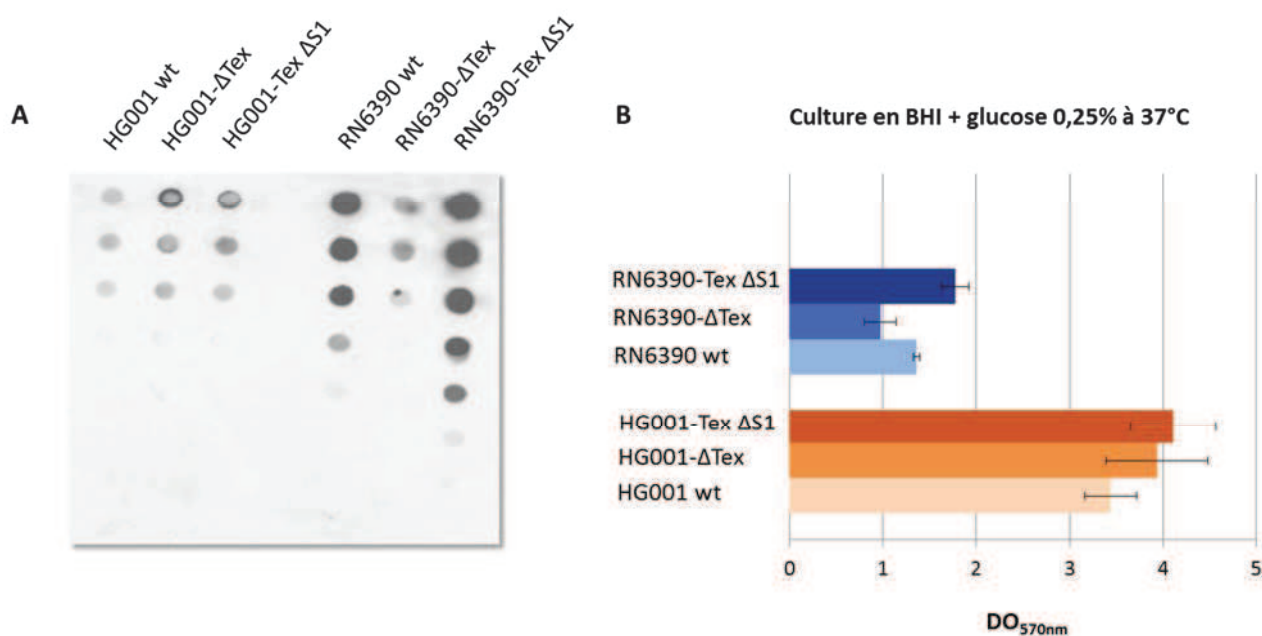 A
HG001 wt
HG001-ΔTex
HG001-Tex ΔS1
RN6390 wt
RN6390-ΔTex
RN6390-Tex ΔS1
B
Culture en BHI + glucose 0,25% à 37°C
RN6390-Tex ΔS1
RN6390-ΔTex
RN6390 wt
HG001-Tex ΔS1
HG001-ΔTex
HG001 wt
0 1 2 3 4 5
DO570nm